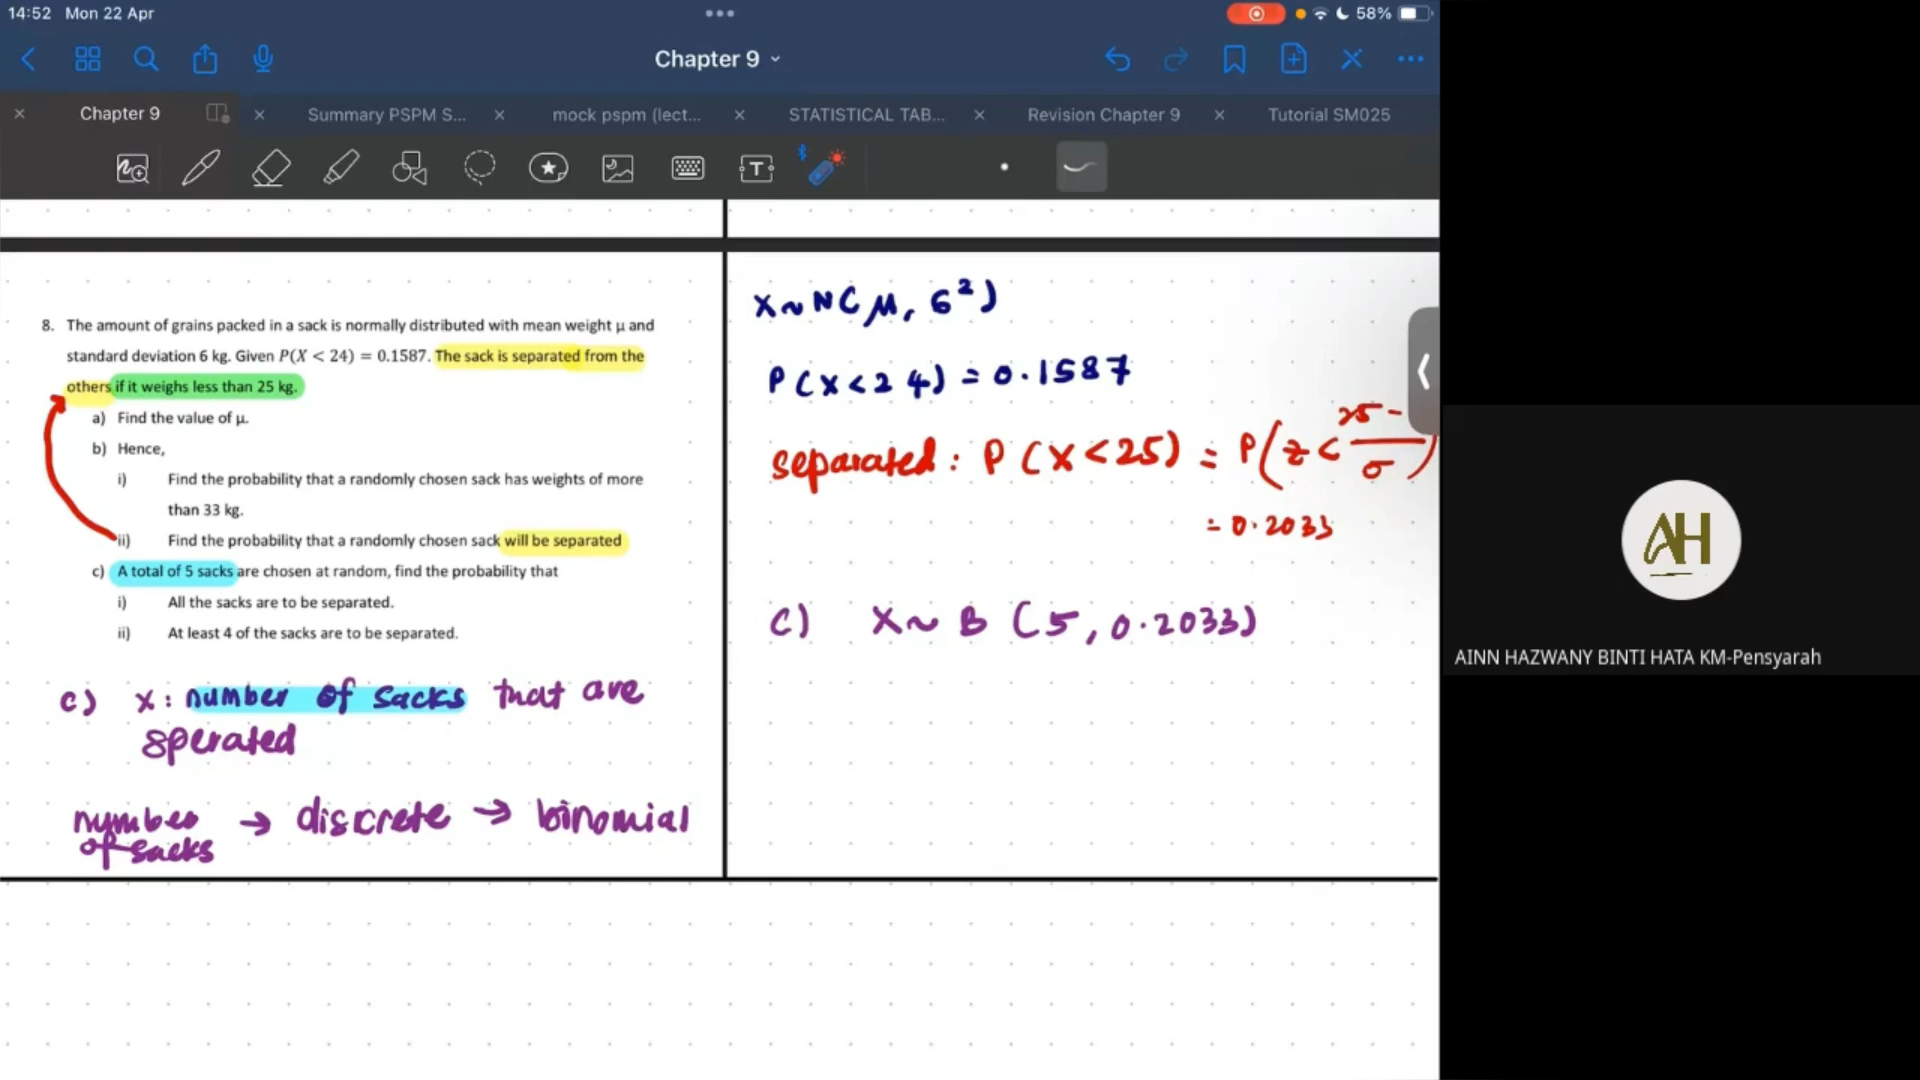 14:52 Mon 22 Apr
58%
Chapter 9
Chapter 9
Summary PSPM S...
mock pspm (lect...
STATISTICAL TAB...
Revision Chapter 9
Tutorial SM025
8. The amount of grains packed in a sack is normally distributed with mean weight μ and
standard deviation 6 kg. Given P(X < 24) = 0.1587. The sack is separated from the
others if it weighs less than 25 kg.
a) Find the value of μ.
b) Hence,
i) Find the probability that a randomly chosen sack has weights of more
than 33 kg.
ii) Find the probability that a randomly chosen sack will be separated
c) A total of 5 sacks are chosen at random, find the probability that
i) All the sacks are to be separated.
ii) At least 4 of the sacks are to be separated.
c) X : number of sacks that are
sperated
number of sacks → discrete → binomial
X ~ N(μ, 6²)
P(X < 24) = 0.1587
separated : P(X < 25) = P(Z < 25 - / σ)
= 0.2033
c) X ~ B (5, 0.2033)
AH
AINN HAZWANY BINTI HATA KM-Pensyarah